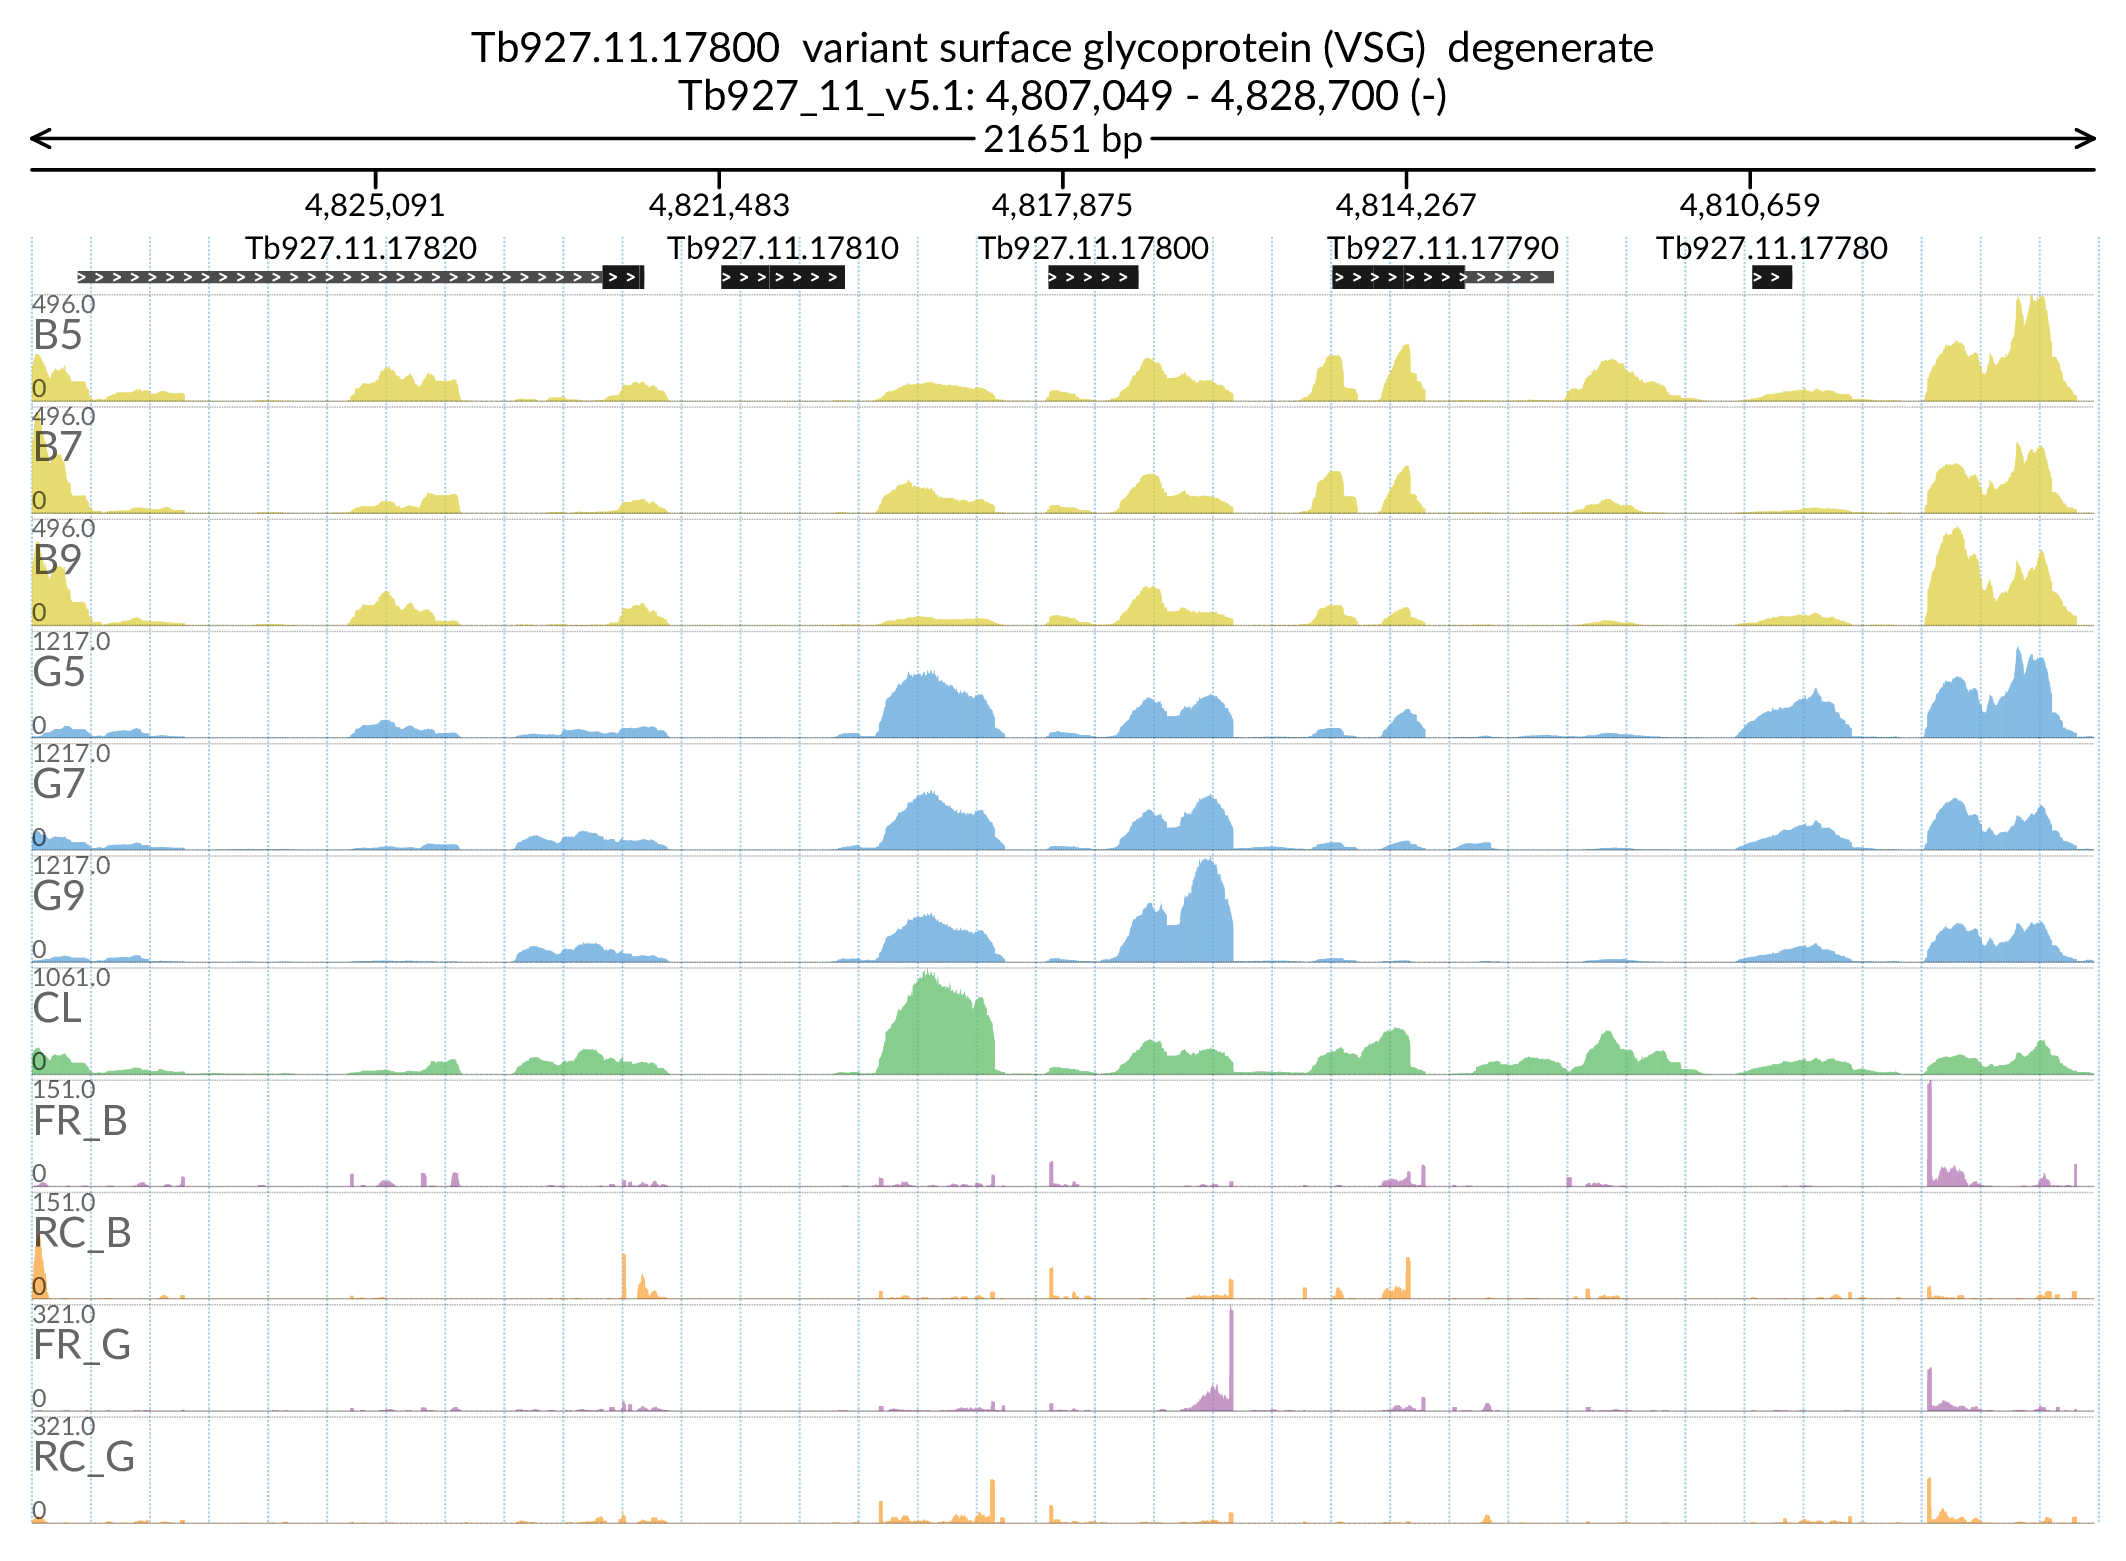 Tb927.11.17800  variant surface glycoprotein (VSG)  degenerate
Tb927_11_v5.1: 4,807,049 - 4,828,700 (-)
21651 bp
4,825,091 4,821,483 4,817,875 4,814,267 4,810,659
Tb927.11.17820 Tb927.11.17810 Tb927.11.17800 Tb927.11.17790 Tb927.11.17780
496.0
B5
0
496.0
B7
0
496.0
B9
0
1217.0
G5
0
1217.0
G7
0
1217.0
G9
0
1061.0
CL
0
151.0
FR_B
0
151.0
RC_B
0
321.0
FR_G
0
321.0
RC_G
0